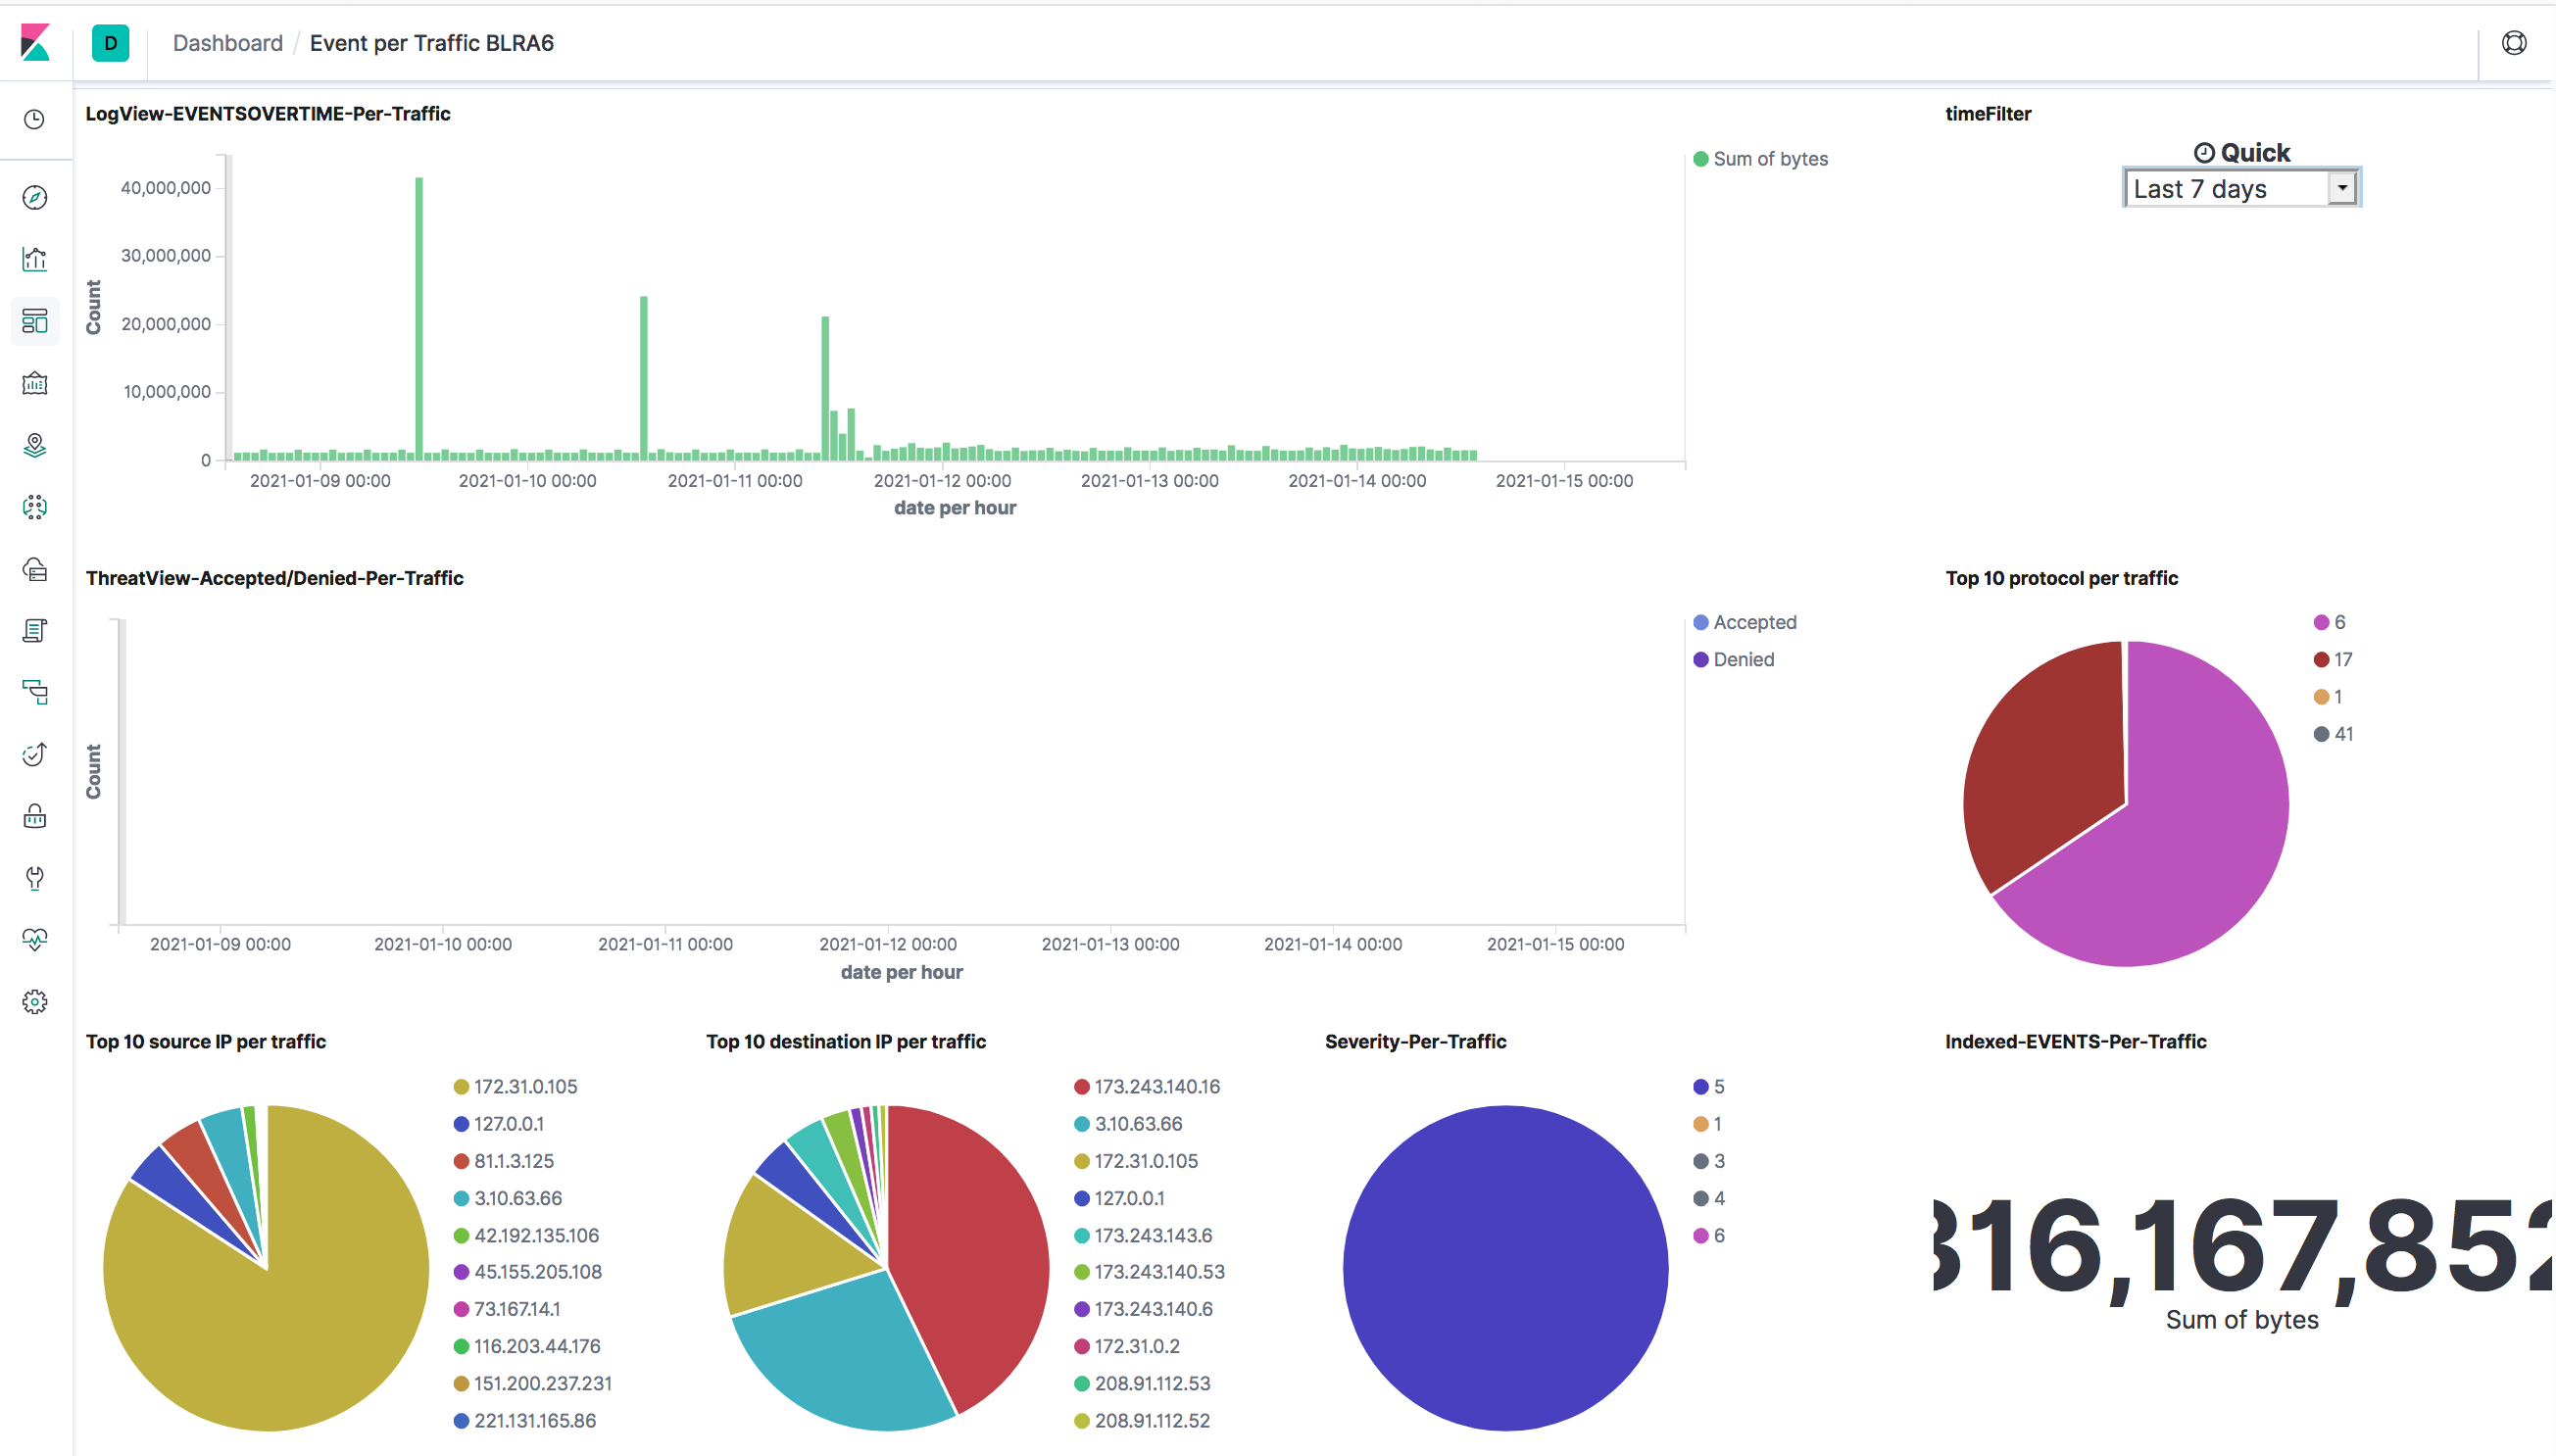 D Dashboard / Event per Traffic BLRA6
LogView-EVENTSOVERTIME-Per-Traffic
Count
40,000,000
30,000,000
20,000,000
10,000,000
0
2021-01-09 00:00 2021-01-10 00:00 2021-01-11 00:00 2021-01-12 00:00 2021-01-13 00:00 2021-01-14 00:00 2021-01-15 00:00
date per hour
Sum of bytes
timeFilter
Quick
Last 7 days
ThreatView-Accepted/Denied-Per-Traffic
Count
2021-01-09 00:00 2021-01-10 00:00 2021-01-11 00:00 2021-01-12 00:00 2021-01-13 00:00 2021-01-14 00:00 2021-01-15 00:00
date per hour
Accepted
Denied
Top 10 protocol per traffic
6
17
1
41
Top 10 source IP per traffic
172.31.0.105
127.0.0.1
81.1.3.125
3.10.63.66
42.192.135.106
45.155.205.108
73.167.14.1
116.203.44.176
151.200.237.231
221.131.165.86
Top 10 destination IP per traffic
173.243.140.16
3.10.63.66
172.31.0.105
127.0.0.1
173.243.143.6
173.243.140.53
173.243.140.6
172.31.0.2
208.91.112.53
208.91.112.52
Severity-Per-Traffic
5
1
3
4
6
Indexed-EVENTS-Per-Traffic
316,167,852
Sum of bytes